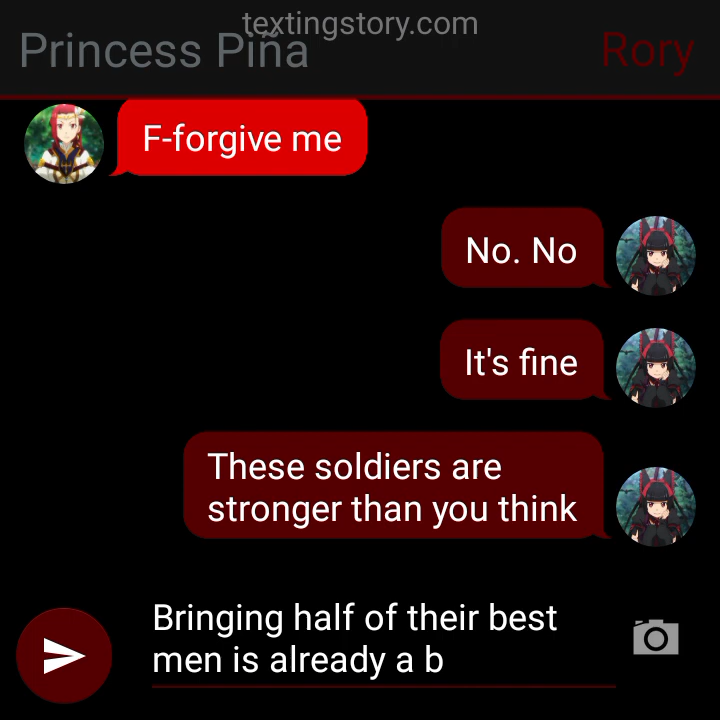 textingstory.com
Princess Piña
Rory
F-forgive me
No. No
It's fine
These soldiers are
stronger than you think
Bringing half of their best
men is already a b